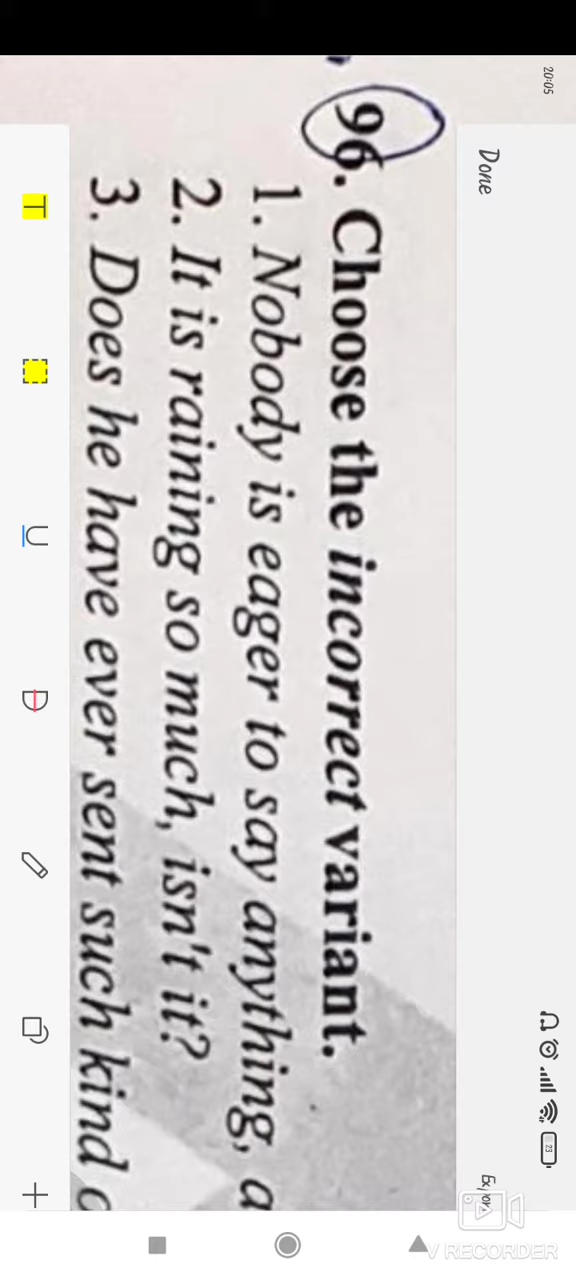 20:05
Done
96. Choose the incorrect variant.
1. Nobody is eager to say anything,
2. It is raining so much, isn't it?
3. Does he have ever sent such kind
23
V RECORDER